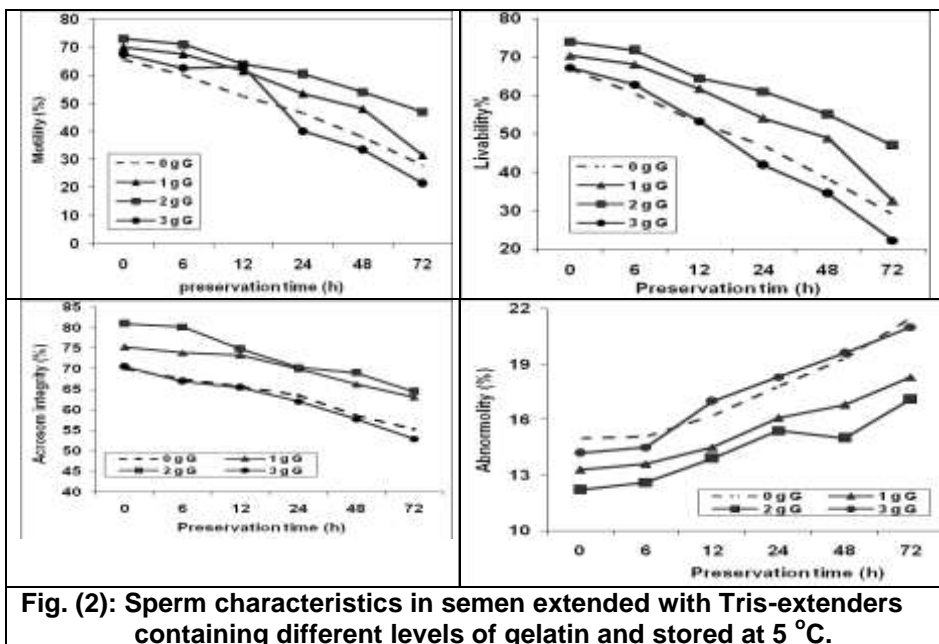 80
70
60
50
40
30
20
10
0
Motility (%)
0 g G
1 g G
2 g G
3 g G
0 6 12 24 48 72
preservation time (h)
80
70
60
50
40
30
20
Livability%
0 g G
1 g G
2 g G
3 g G
0 6 12 24 48 72
Preservation tim (h)
85
80
75
70
65
60
55
50
45
40
Acrosom integrity (%)
0 g G 1 g G
2 g G 3 g G
0 6 12 24 48 72
Preservation time (h)
22
19
16
13
10
Abnormolity (%)
0 g G 1 g G
2 g G 3 g G
0 6 12 24 48 72
Preservation time (h)
Fig. (2): Sperm characteristics in semen extended with Tris-extenders
containing different levels of gelatin and stored at 5 °C.